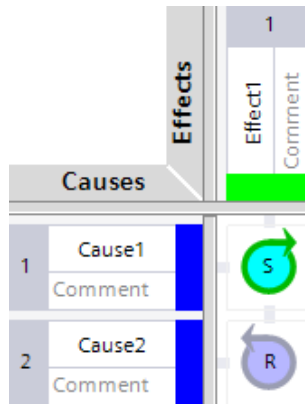 1
Effects
Effect1
Comment
Causes
1
Cause1
Comment
S
2
Cause2
Comment
R